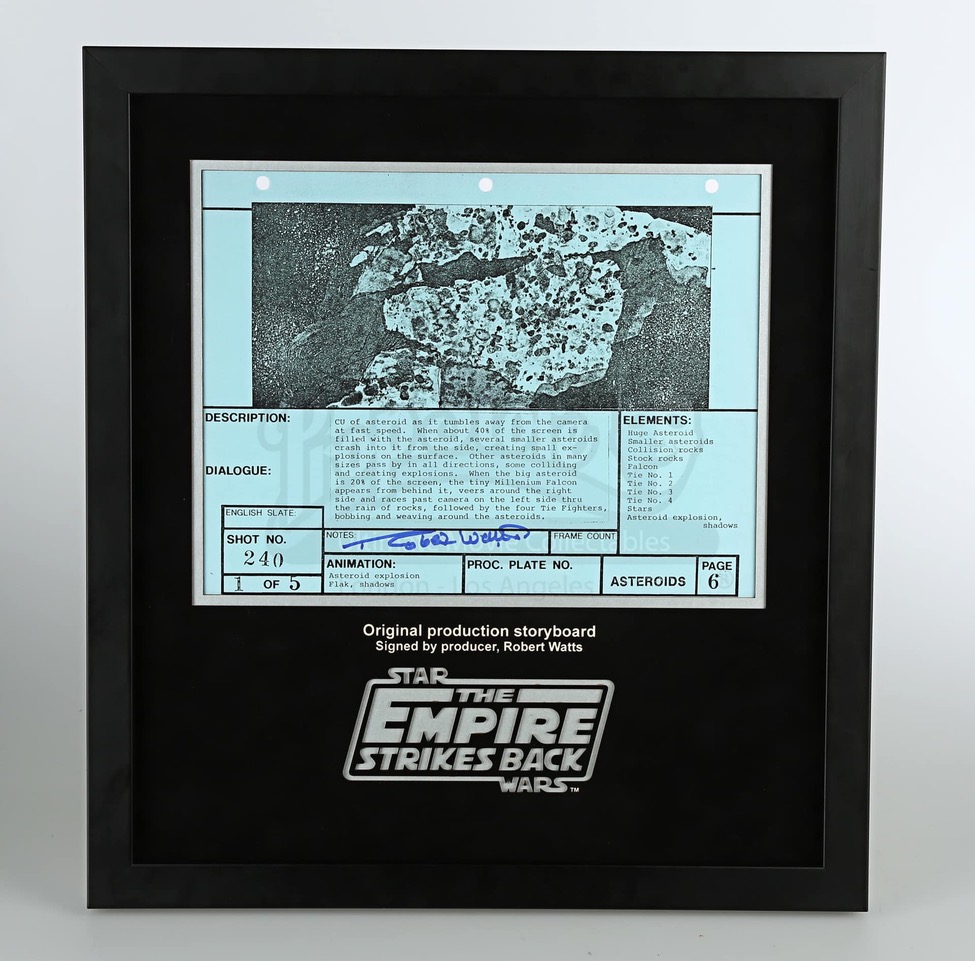 DESCRIPTION:
CU of asteroid as it tumbles away from the camera
at fast speed. When about 40% of the screen is
filled with the asteroid, several smaller asteroids
crash into it from the side, creating small ex-
plosions on the surface. Other asteroids in many
sizes pass by in all directions, some colliding
and creating explosions. When the big asteroid
is 20% of the screen, the tiny Millenium Falcon
appears from behind it, veers around the right
side and races past camera on the left side thru
the rain of rocks, followed by the four Tie Fighters,
bobbing and weaving around the asteroids.
DIALOGUE:
ELEMENTS:
Huge Asteroid
Smaller asteroids
Collision rocks
Stock rocks
Falcon
Tie No. 1
Tie No. 2
Tie No. 3
Tie No. 4
Stars
Asteroid explosion,
shadows
ENGLISH SLATE:
SHOT NO.
240
1 OF 5
NOTES:
Robert Watts
FRAME COUNT
ANIMATION:
Asteroid explosion
Flak, shadows
PROC. PLATE NO.
ASTEROIDS
PAGE
6
London - Los Angeles
Original production storyboard
Signed by producer, Robert Watts
STAR
THE
EMPIRE
STRIKES BACK
WARS™